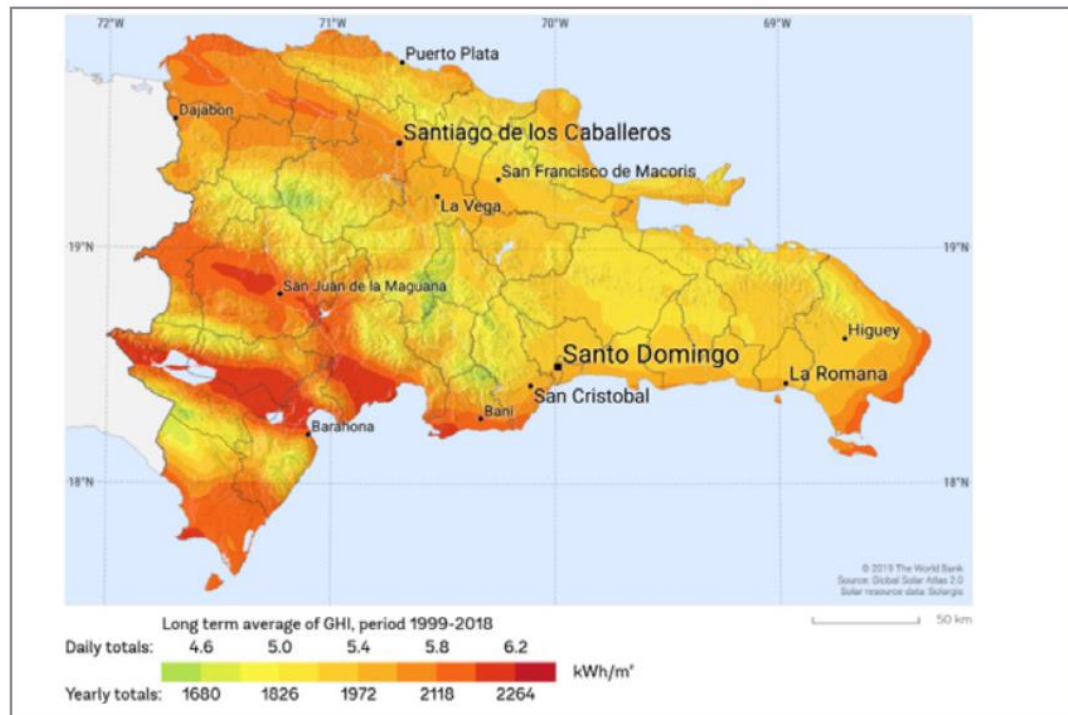 72°W 71°W 70°W 69°W
Puerto Plata
Dajabon
Santiago de los Caballeros
San Francisco de Macoris
La Vega
19°N 19°N
San Juan de la Maguana
Higuey
Santo Domingo
La Romana
San Cristobal
Bani
Barahona
18°N 18°N
© 2019 The World Bank
Source: Global Solar Atlas 2.0
Solar resource data: Solargis
Long term average of GHI, period 1999-2018
50 km
Daily totals: 4.6 5.0 5.4 5.8 6.2
kWh/m²
Yearly totals: 1680 1826 1972 2118 2264